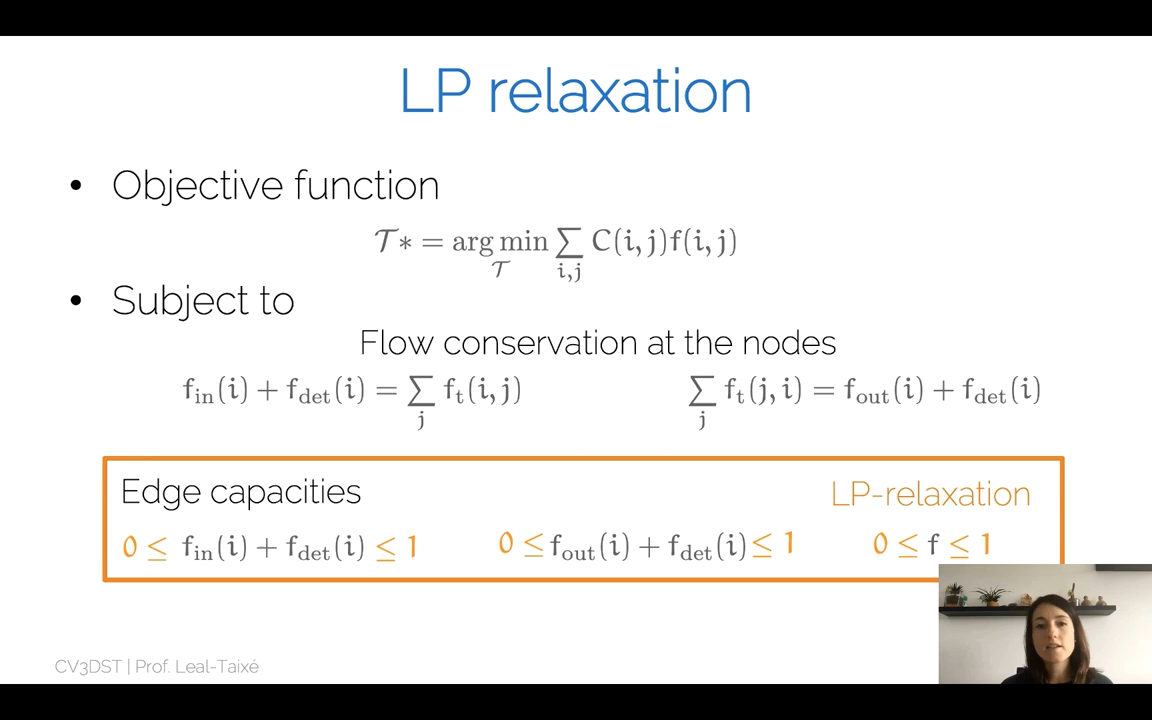 LP relaxation
• Objective function
𝒯* = arg min_𝒯 ∑_{i,j} C(i,j)f(i,j)
• Subject to
Flow conservation at the nodes
f_in(i) + f_det(i) = ∑_j f_t(i,j)    ∑_j f_t(j,i) = f_out(i) + f_det(i)
Edge capacities    LP-relaxation
0 ≤ f_in(i) + f_det(i) ≤ 1    0 ≤ f_out(i) + f_det(i) ≤ 1    0 ≤ f ≤ 1
CV3DST | Prof. Leal-Taixé